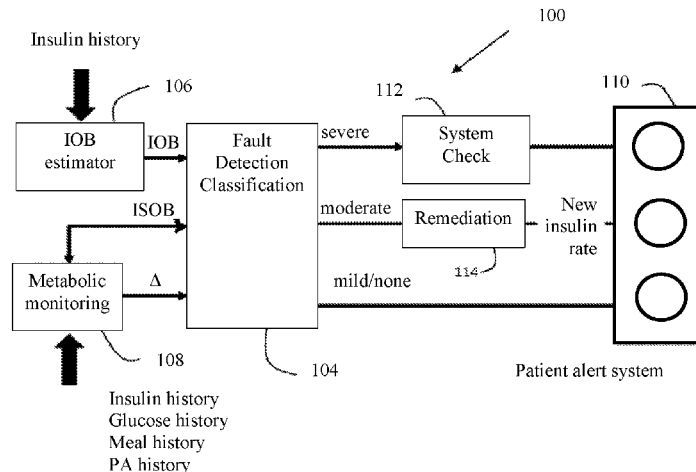 Insulin history
100
106
112
110
IOB
estimator
IOB
Fault
Detection
Classification
severe
System
Check
ISOB
moderate
Remediation
New
insulin
rate
114
Metabolic
monitoring
Δ
mild/none
108
104
Patient alert system
Insulin history
Glucose history
Meal history
PA history